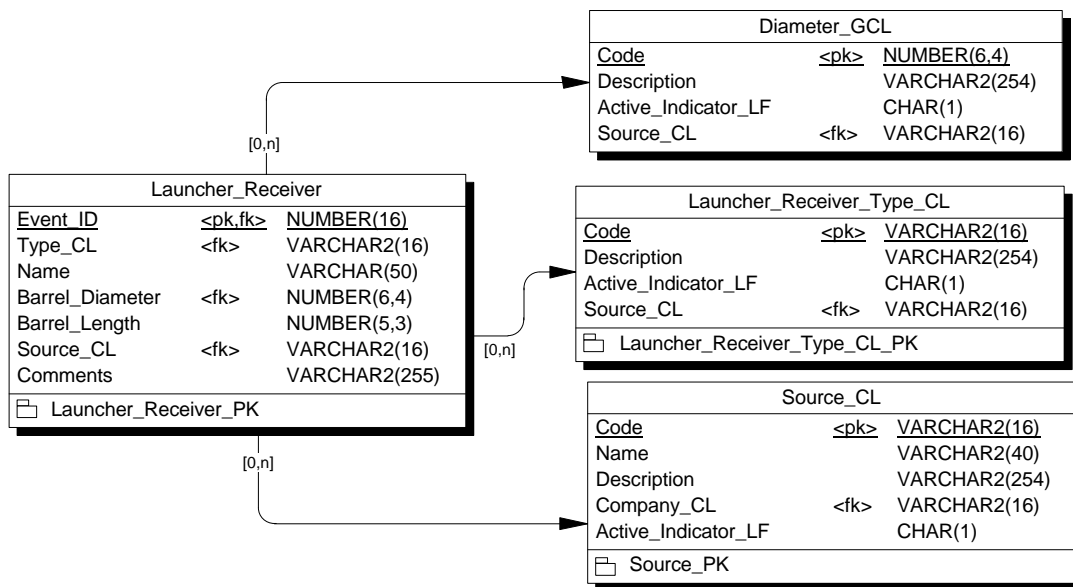 Diameter_GCL
Code <pk> NUMBER(6,4)
Description VARCHAR2(254)
Active_Indicator_LF CHAR(1)
Source_CL <fk> VARCHAR2(16)
[0,n]
Launcher_Receiver
Event_ID <pk,fk> NUMBER(16)
Type_CL <fk> VARCHAR2(16)
Name VARCHAR(50)
Barrel_Diameter <fk> NUMBER(6,4)
Barrel_Length NUMBER(5,3)
Source_CL <fk> VARCHAR2(16)
Comments VARCHAR2(255)
Launcher_Receiver_PK
[0,n]
Launcher_Receiver_Type_CL
Code <pk> VARCHAR2(16)
Description VARCHAR2(254)
Active_Indicator_LF CHAR(1)
Source_CL <fk> VARCHAR2(16)
Launcher_Receiver_Type_CL_PK
[0,n]
Source_CL
Code <pk> VARCHAR2(16)
Name VARCHAR2(40)
Description VARCHAR2(254)
Company_CL <fk> VARCHAR2(16)
Active_Indicator_LF CHAR(1)
Source_PK